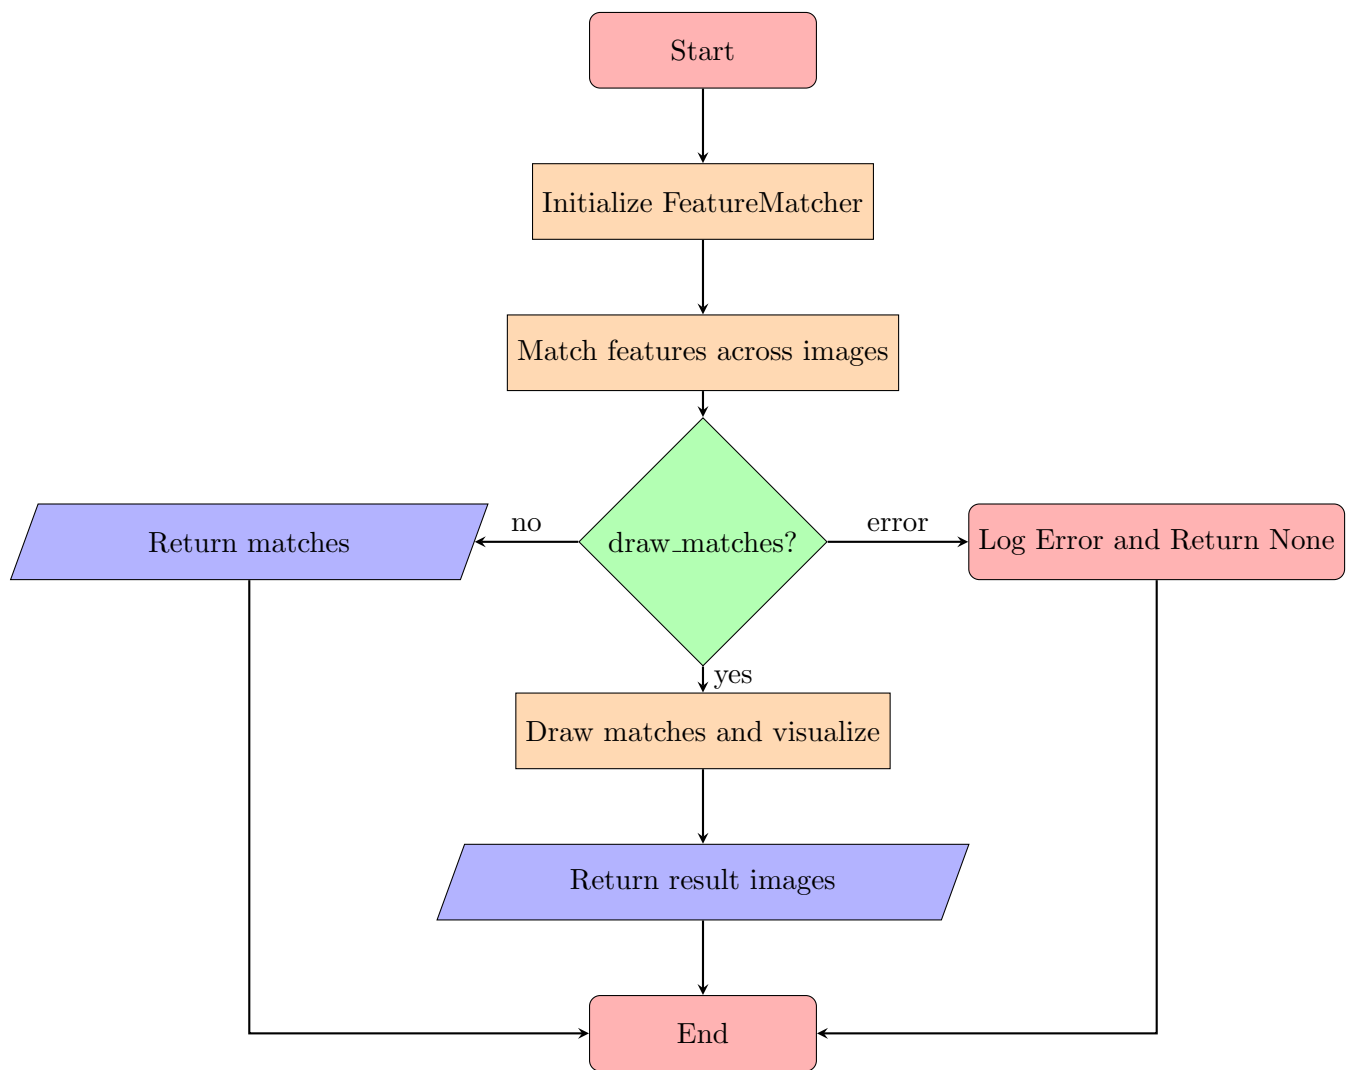 Start
Initialize FeatureMatcher
Match features across images
Return matches
no
draw_matches?
error
Log Error and Return None
yes
Draw matches and visualize
Return result images
End